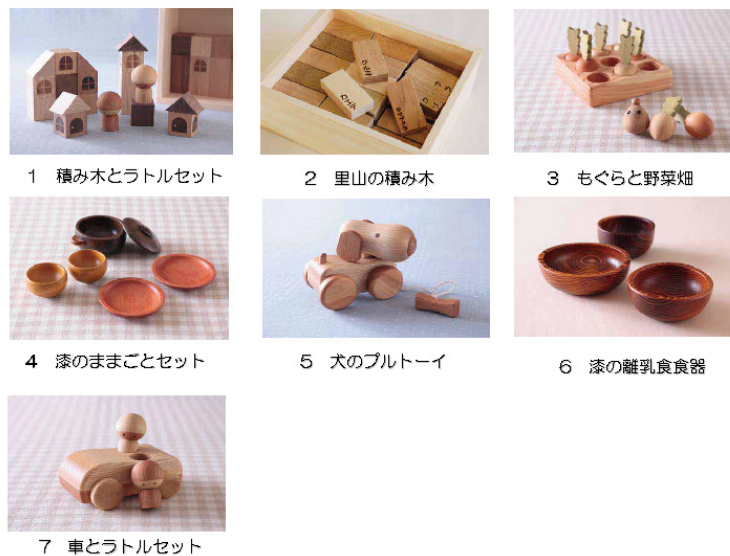 1 積み木とラトルセット
2 里山の積み木
3 もぐらと野菜畑
4 漆のままごとセット
5 犬のプルトーイ
6 漆の離乳食食器
7 車とラトルセット